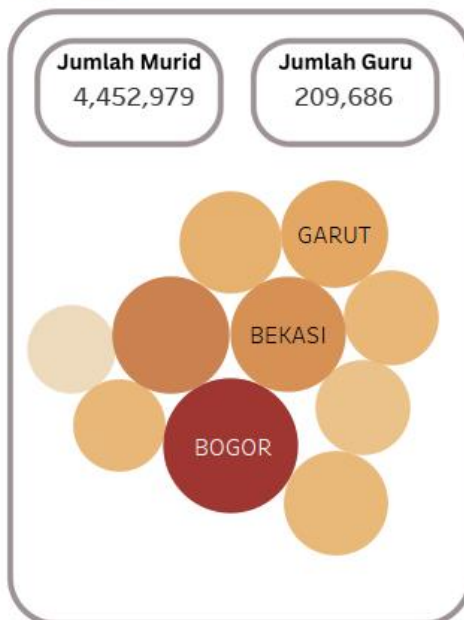 Jumlah Murid
4,452,979
Jumlah Guru
209,686
GARUT
BEKASI
BOGOR